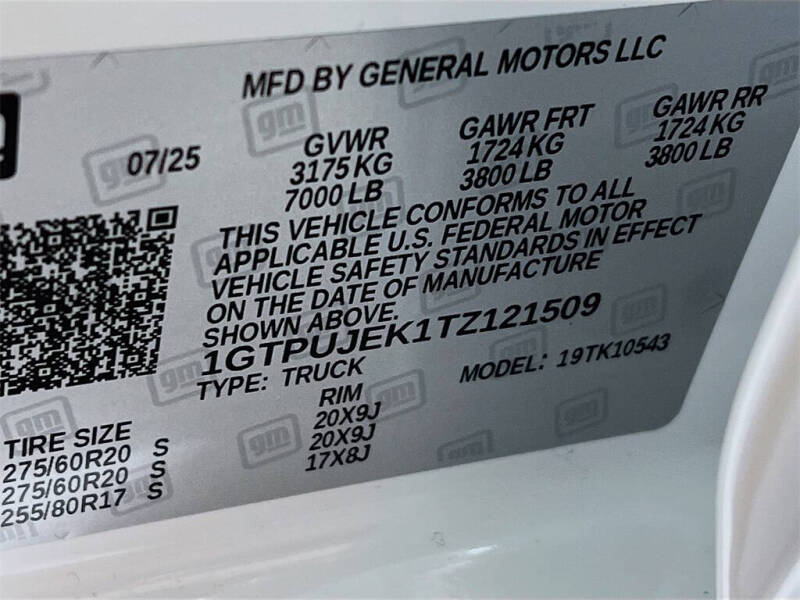 MFD BY GENERAL MOTORS LLC
07/25 GVWR GAWR FRT GAWR RR
3175 KG 1724 KG 1724 KG
7000 LB 3800 LB 3800 LB
THIS VEHICLE CONFORMS TO ALL
APPLICABLE U.S. FEDERAL MOTOR
VEHICLE SAFETY STANDARDS IN EFFECT
ON THE DATE OF MANUFACTURE
SHOWN ABOVE.
1GTPUJEK1TZ121509
TYPE: TRUCK MODEL: 19TK10543
TIRE SIZE RIM
275/60R20 S 20X9J
275/60R20 S 20X9J
255/80R17 S 17X8J
gm